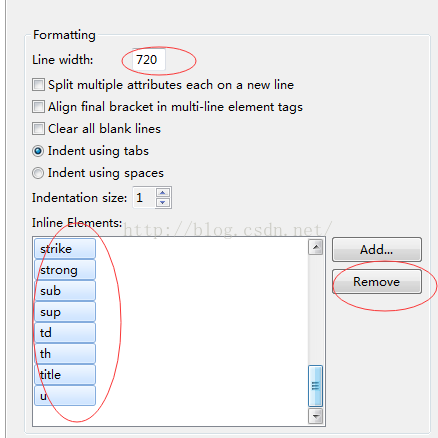 Formatting
Line width: 720
Split multiple attributes each on a new line
Align final bracket in multi-line element tags
Clear all blank lines
Indent using tabs
Indent using spaces
Indentation size: 1
Inline Elements:
http://blog.csdn.net/
strike
strong
sub
sup
td
th
title
u
Add...
Remove